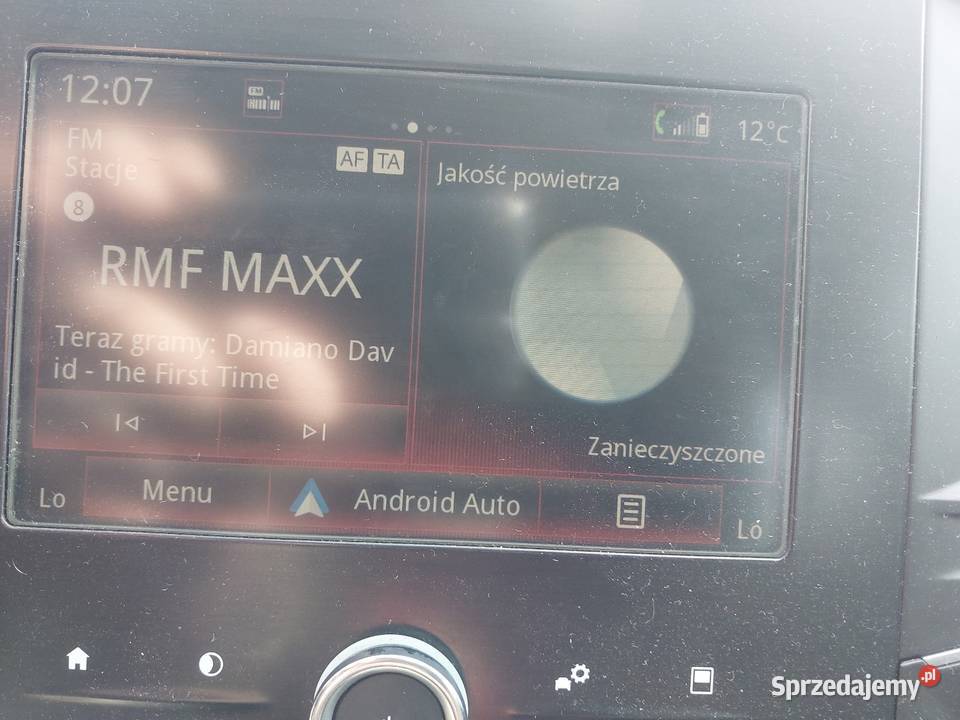 12:07
FM
12°c
FM
Stacje
AF TA
8
RMF MAXX
Teraz gramy: Damiano Dav
id - The First Time
Jakość powietrza
Zanieczyszczone
Lo
Menu
Android Auto
Lo
Sprzedajemy.pl